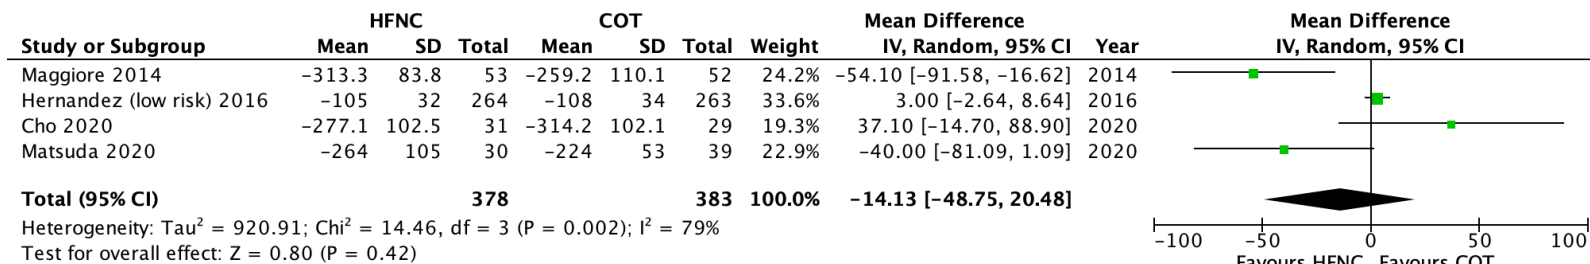 HFNC COT Mean Difference Mean Difference
Study or Subgroup Mean SD Total Mean SD Total Weight IV, Random, 95% CI Year IV, Random, 95% CI
Maggiore 2014 −313.3 83.8 53 −259.2 110.1 52 24.2% −54.10 [−91.58, −16.62] 2014
Hernandez (low risk) 2016 −105 32 264 −108 34 263 33.6% 3.00 [−2.64, 8.64] 2016
Cho 2020 −277.1 102.5 31 −314.2 102.1 29 19.3% 37.10 [−14.70, 88.90] 2020
Matsuda 2020 −264 105 30 −224 53 39 22.9% −40.00 [−81.09, 1.09] 2020
Total (95% CI) 378 383 100.0% −14.13 [−48.75, 20.48]
Heterogeneity: Tau² = 920.91; Chi² = 14.46, df = 3 (P = 0.002); I² = 79%
Test for overall effect: Z = 0.80 (P = 0.42)
−100 −50 0 50 100
Favours HFNC Favours COT